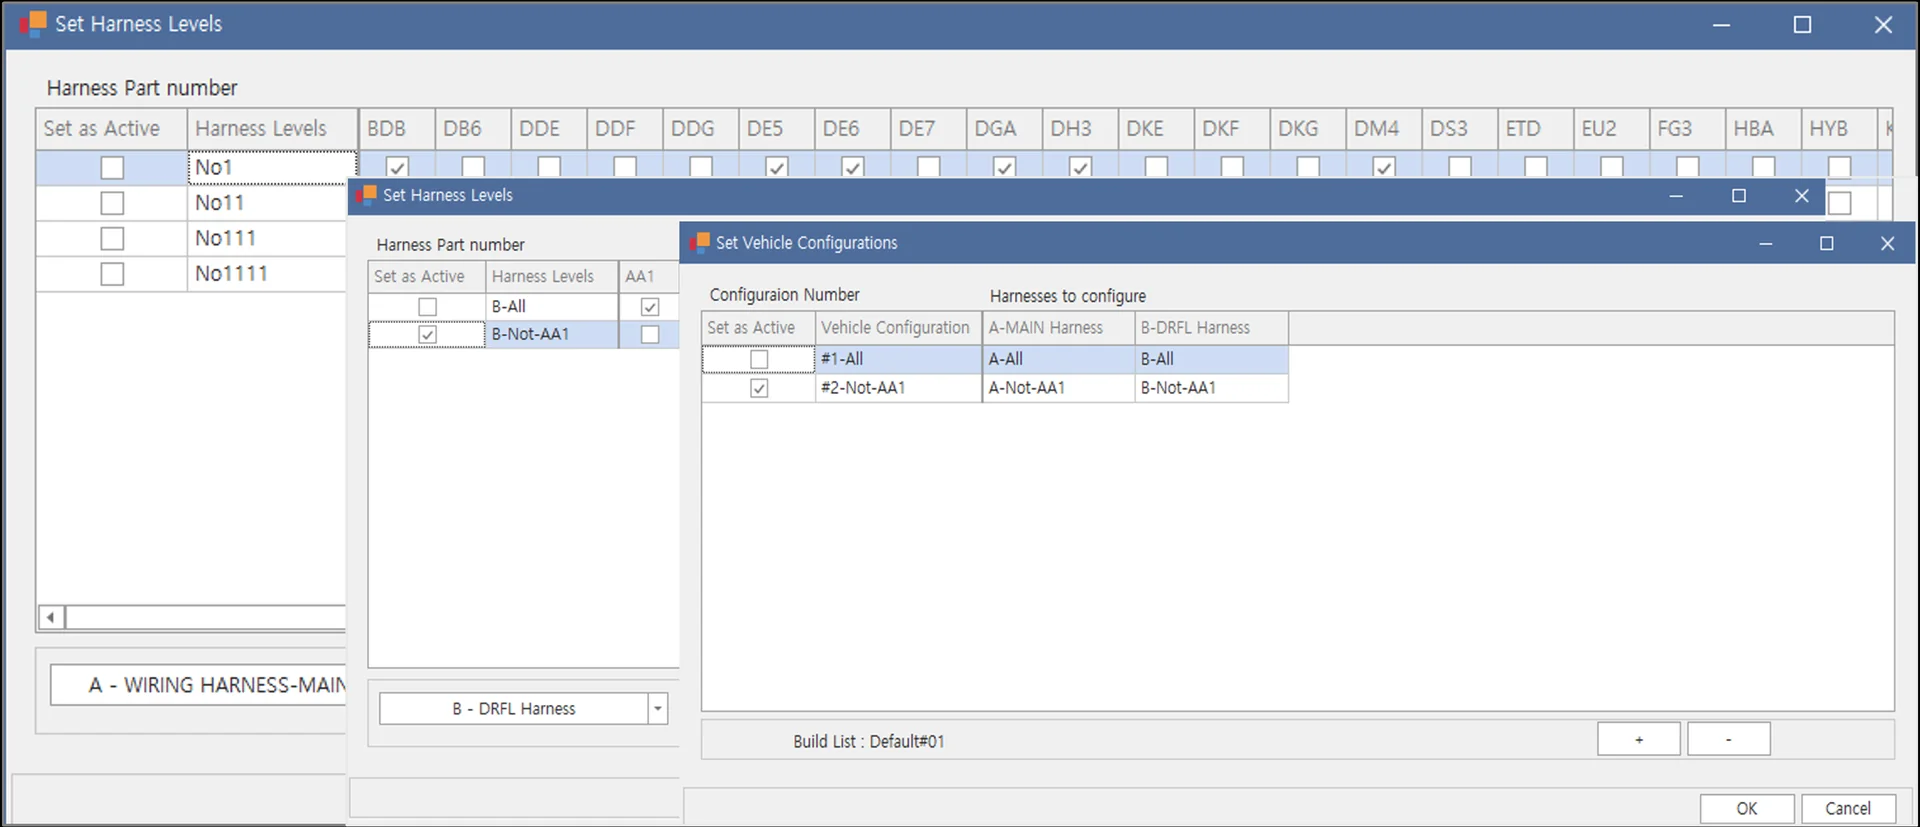 Set Harness Levels
Harness Part number
Set as Active Harness Levels BDB DB6 DDE DDF DDG DE5 DE6 DE7 DGA DH3 DKE DKF DKG DM4 DS3 ETD EU2 FG3 HBA HYB
No1
No11
No111
No1111
A - WIRING HARNESS-MAIN
Set Harness Levels
Harness Part number
Set as Active Harness Levels AA1
B-All
B-Not-AA1
B - DRFL Harness
Set Vehicle Configurations
Configuraion Number Harnesses to configure
Set as Active Vehicle Configuration A-MAIN Harness B-DRFL Harness
#1-All A-All B-All
#2-Not-AA1 A-Not-AA1 B-Not-AA1
Build List : Default#01 + -
OK Cancel